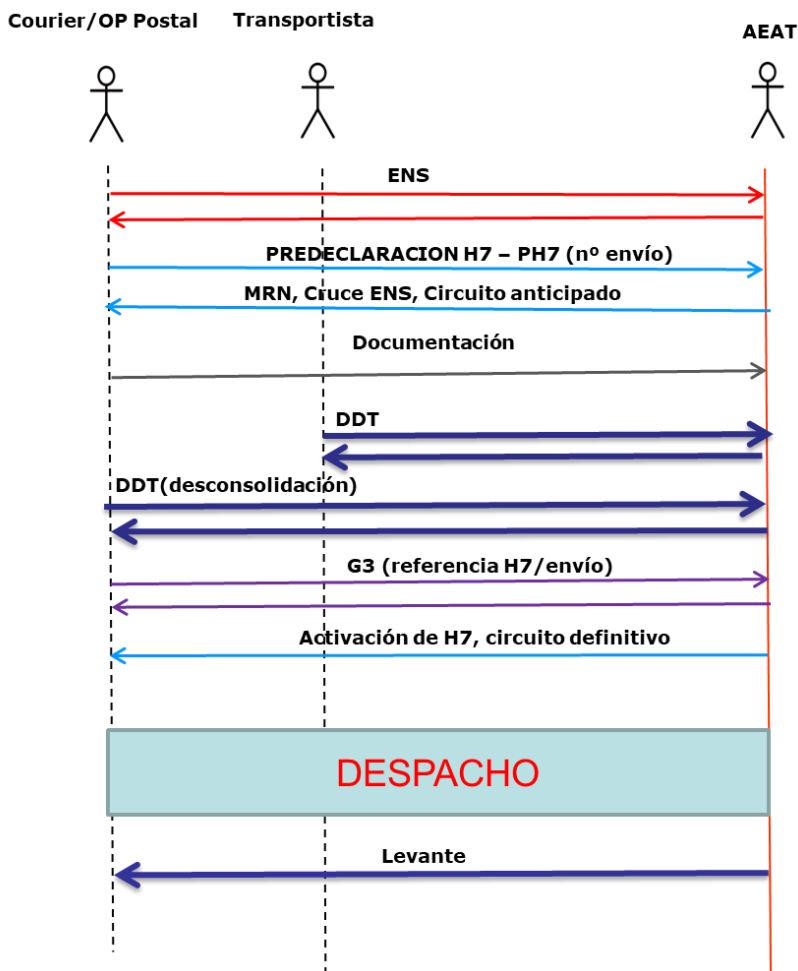 Courier/OP Postal
Transportista
AEAT
ENS
PREDECLARACION H7 – PH7 (nº envío)
MRN, Cruce ENS, Circuito anticipado
Documentación
DDT
DDT(desconsolidación)
G3 (referencia H7/envío)
Activación de H7, circuito definitivo
DESPACHO
Levante